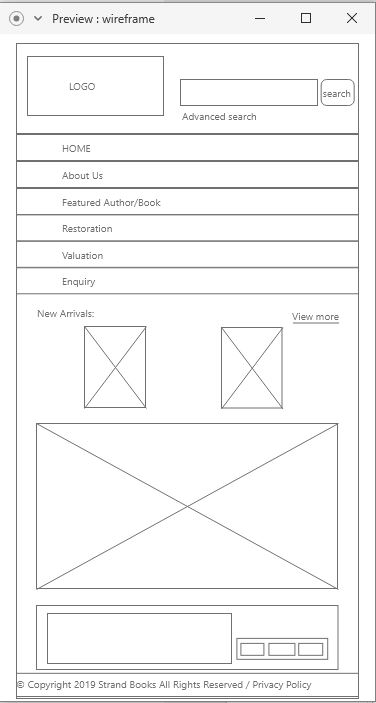 Preview : wireframe
LOGO
search
Advanced search
HOME
About Us
Featured Author/Book
Restoration
Valuation
Enquiry
New Arrivals:
View more
© Copyright 2019 Strand Books All Rights Reserved / Privacy Policy